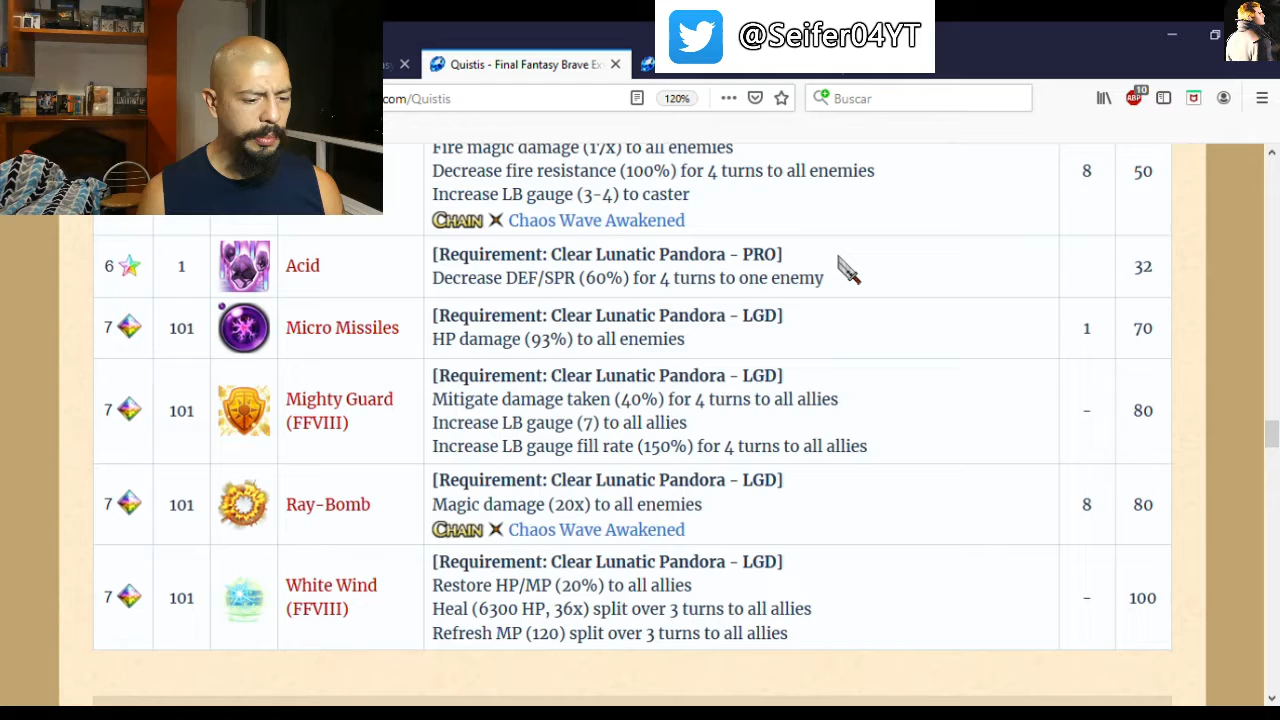 @Seifer04YT
Quistis - Final Fantasy Brave Ex
com/Quistis
120%
Buscar
10
Fire magic damage (17x) to all enemies
Decrease fire resistance (100%) for 4 turns to all enemies
Increase LB gauge (3-4) to caster
CHAIN Chaos Wave Awakened
8
50
6
1
Acid
[Requirement: Clear Lunatic Pandora - PRO]
Decrease DEF/SPR (60%) for 4 turns to one enemy
32
7
101
Micro Missiles
[Requirement: Clear Lunatic Pandora - LGD]
HP damage (93%) to all enemies
1
70
7
101
Mighty Guard
(FFVIII)
[Requirement: Clear Lunatic Pandora - LGD]
Mitigate damage taken (40%) for 4 turns to all allies
Increase LB gauge (7) to all allies
Increase LB gauge fill rate (150%) for 4 turns to all allies
-
80
7
101
Ray-Bomb
[Requirement: Clear Lunatic Pandora - LGD]
Magic damage (20x) to all enemies
CHAIN Chaos Wave Awakened
8
80
7
101
White Wind
(FFVIII)
[Requirement: Clear Lunatic Pandora - LGD]
Restore HP/MP (20%) to all allies
Heal (6300 HP, 36x) split over 3 turns to all allies
Refresh MP (120) split over 3 turns to all allies
-
100